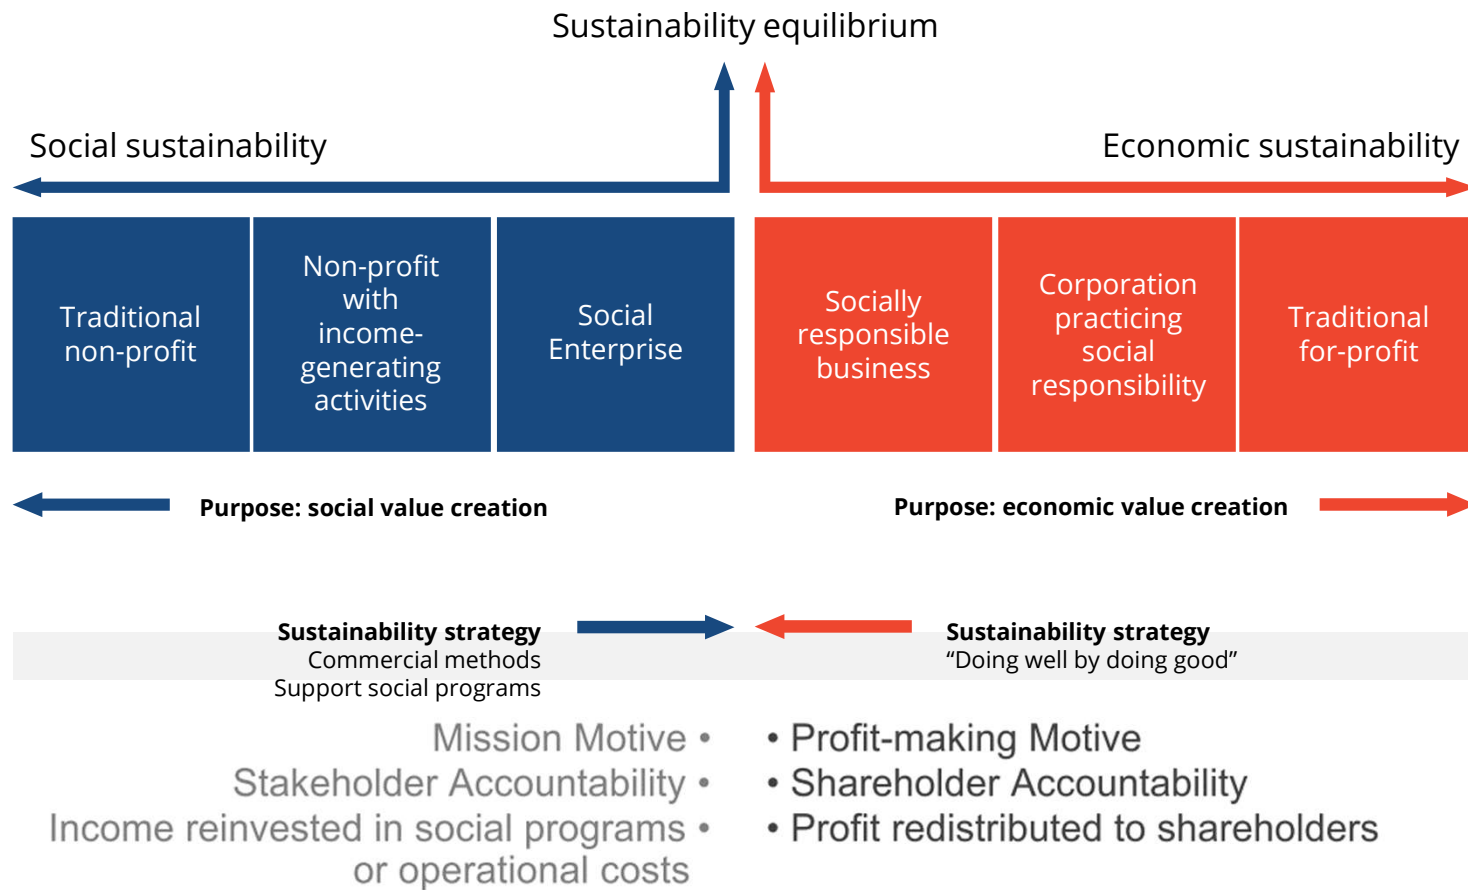 Sustainability equilibrium
Social sustainability
Economic sustainability
Traditional
non-profit
Non-profit
with
income-
generating
activities
Social
Enterprise
Socially
responsible
business
Corporation
practicing
social
responsibility
Traditional
for-profit
Purpose: social value creation
Purpose: economic value creation
Sustainability strategy
Commercial methods
Support social programs
Sustainability strategy
“Doing well by doing good”
Mission Motive •
Stakeholder Accountability •
Income reinvested in social programs •
or operational costs
• Profit-making Motive
• Shareholder Accountability
• Profit redistributed to shareholders